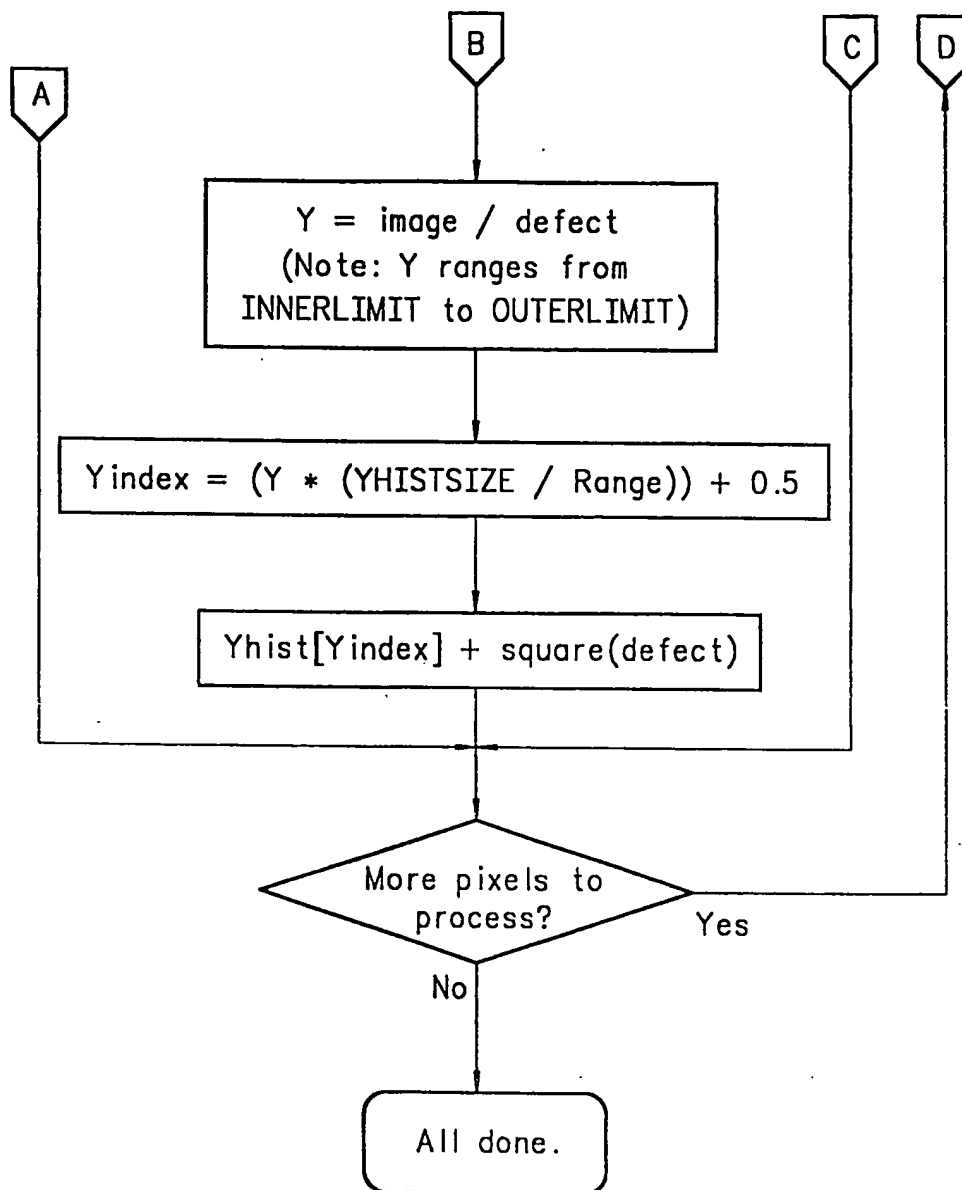 A
B
C
D
Y = image / defect
(Note: Y ranges from
INNERLIMIT to OUTERLIMIT)
Yindex = (Y * (YHISTSIZE / Range)) + 0.5
Yhist[Yindex] + square(defect)
More pixels to
process?
Yes
No
All done.